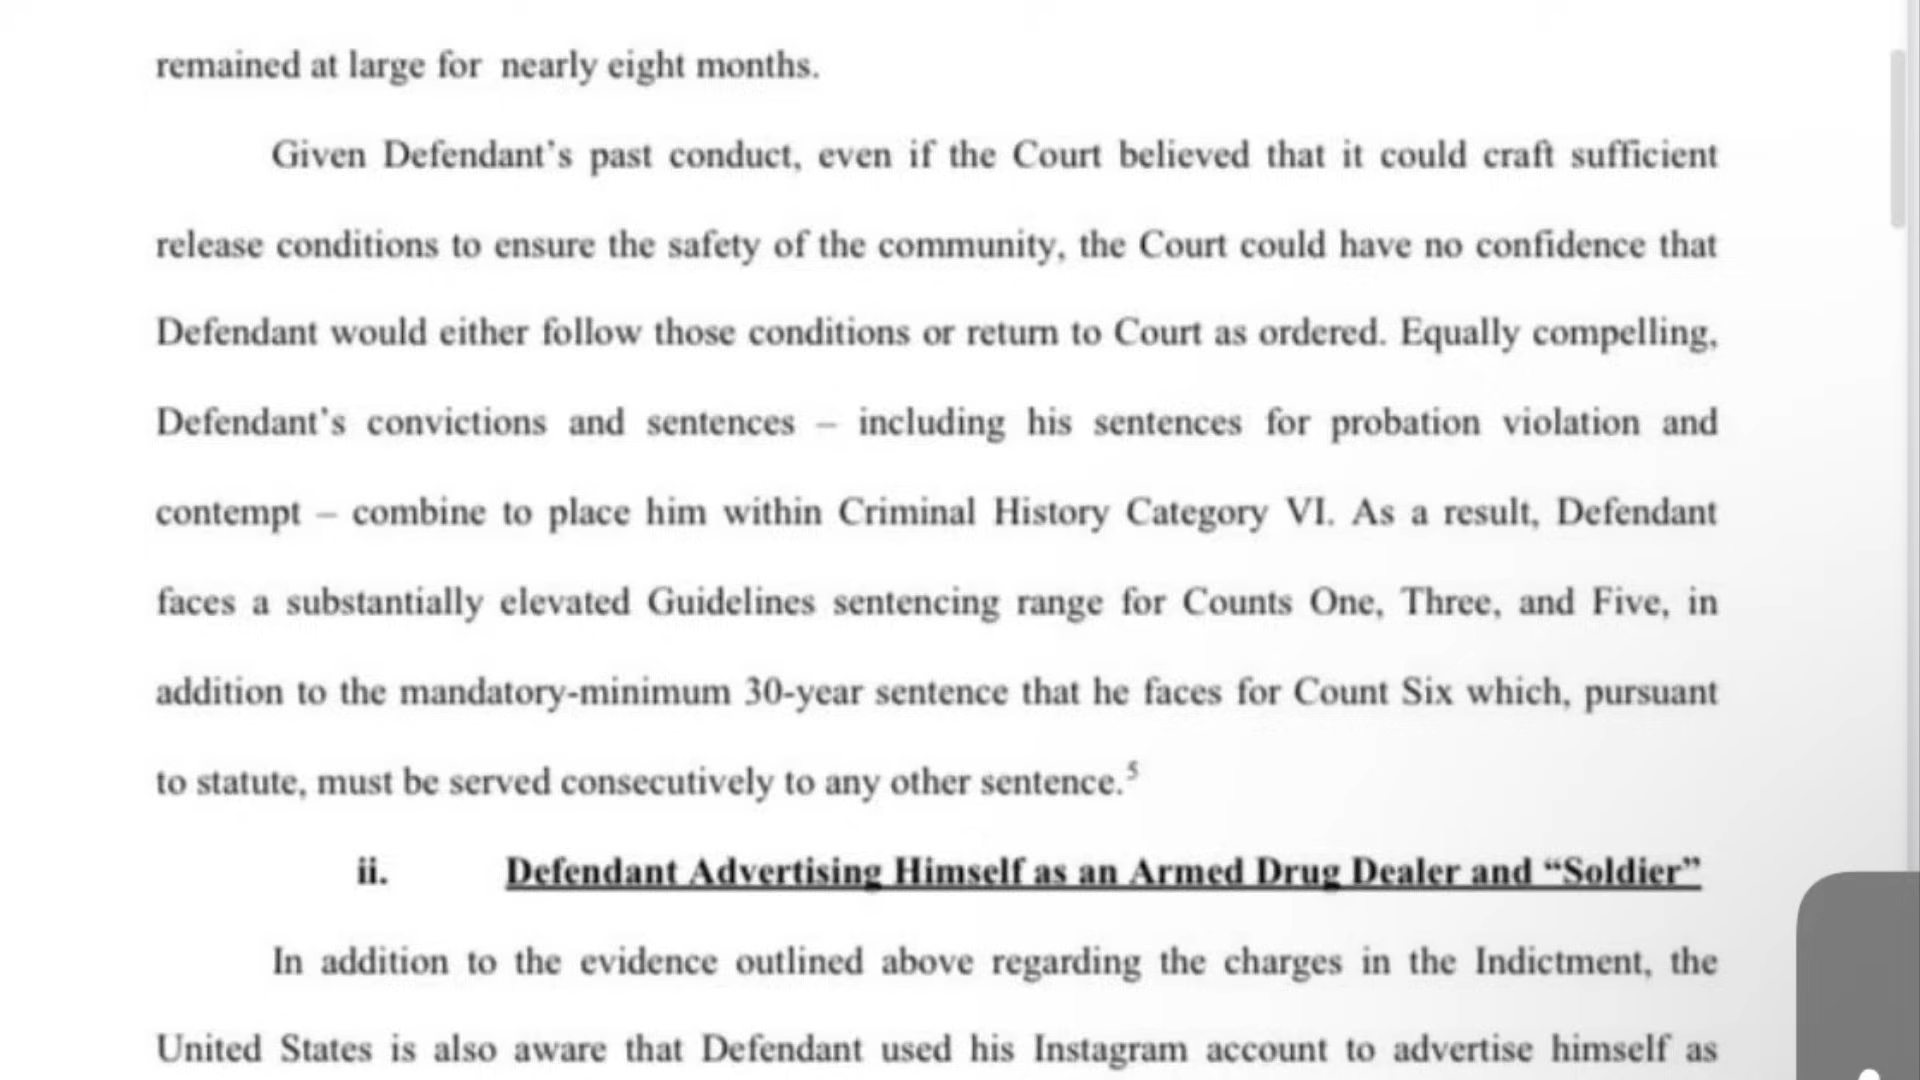 remained at large for nearly eight months.
Given Defendant's past conduct, even if the Court believed that it could craft sufficient
release conditions to ensure the safety of the community, the Court could have no confidence that
Defendant would either follow those conditions or return to Court as ordered. Equally compelling,
Defendant's convictions and sentences – including his sentences for probation violation and
contempt – combine to place him within Criminal History Category VI. As a result, Defendant
faces a substantially elevated Guidelines sentencing range for Counts One, Three, and Five, in
addition to the mandatory-minimum 30-year sentence that he faces for Count Six which, pursuant
to statute, must be served consecutively to any other sentence.5
ii. Defendant Advertising Himself as an Armed Drug Dealer and “Soldier”
In addition to the evidence outlined above regarding the charges in the Indictment, the
United States is also aware that Defendant used his Instagram account to advertise himself as